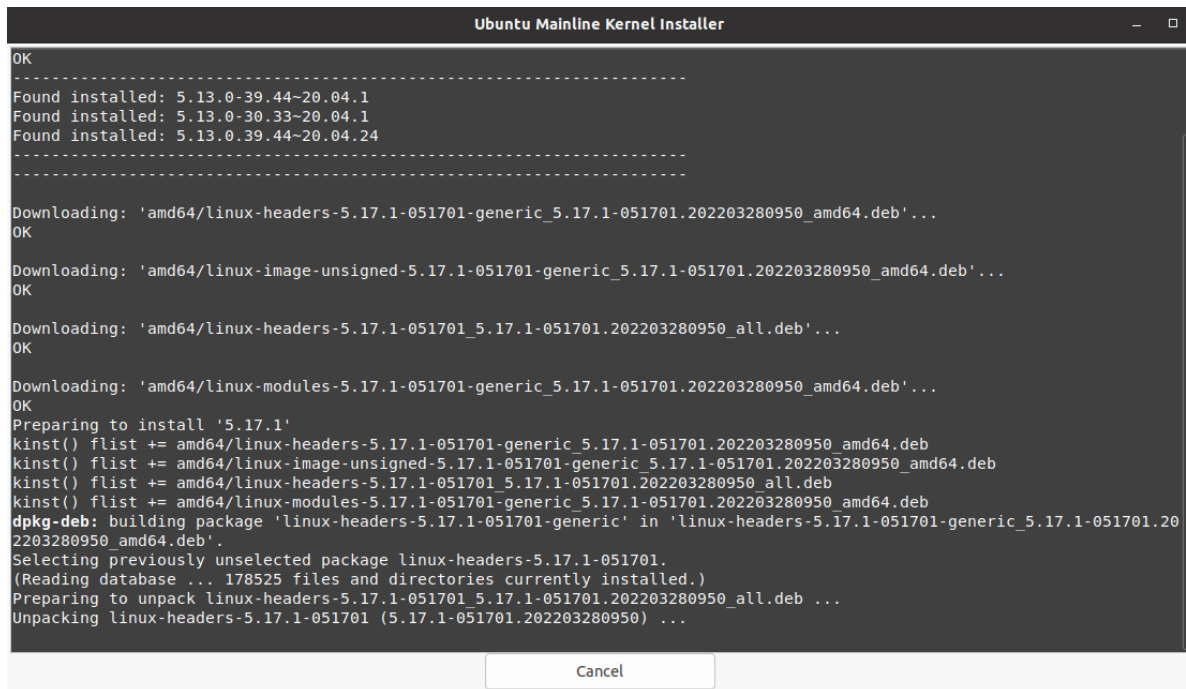 Ubuntu Mainline Kernel Installer
OK
----------------------------------------------------------------------
Found installed: 5.13.0-39.44~20.04.1
Found installed: 5.13.0-30.33~20.04.1
Found installed: 5.13.0.39.44~20.04.24
----------------------------------------------------------------------
----------------------------------------------------------------------
Downloading: 'amd64/linux-headers-5.17.1-051701-generic_5.17.1-051701.202203280950_amd64.deb'...
OK
Downloading: 'amd64/linux-image-unsigned-5.17.1-051701-generic_5.17.1-051701.202203280950_amd64.deb'...
OK
Downloading: 'amd64/linux-headers-5.17.1-051701_5.17.1-051701.202203280950_all.deb'...
OK
Downloading: 'amd64/linux-modules-5.17.1-051701-generic_5.17.1-051701.202203280950_amd64.deb'...
OK
Preparing to install '5.17.1'
kinst() flist += amd64/linux-headers-5.17.1-051701-generic_5.17.1-051701.202203280950_amd64.deb
kinst() flist += amd64/linux-image-unsigned-5.17.1-051701-generic_5.17.1-051701.202203280950_amd64.deb
kinst() flist += amd64/linux-headers-5.17.1-051701_5.17.1-051701.202203280950_all.deb
kinst() flist += amd64/linux-modules-5.17.1-051701-generic_5.17.1-051701.202203280950_amd64.deb
dpkg-deb: building package 'linux-headers-5.17.1-051701-generic' in 'linux-headers-5.17.1-051701-generic_5.17.1-051701.20
2203280950_amd64.deb'.
Selecting previously unselected package linux-headers-5.17.1-051701.
(Reading database ... 178525 files and directories currently installed.)
Preparing to unpack linux-headers-5.17.1-051701_5.17.1-051701.202203280950_all.deb ...
Unpacking linux-headers-5.17.1-051701 (5.17.1-051701.202203280950) ...
Cancel